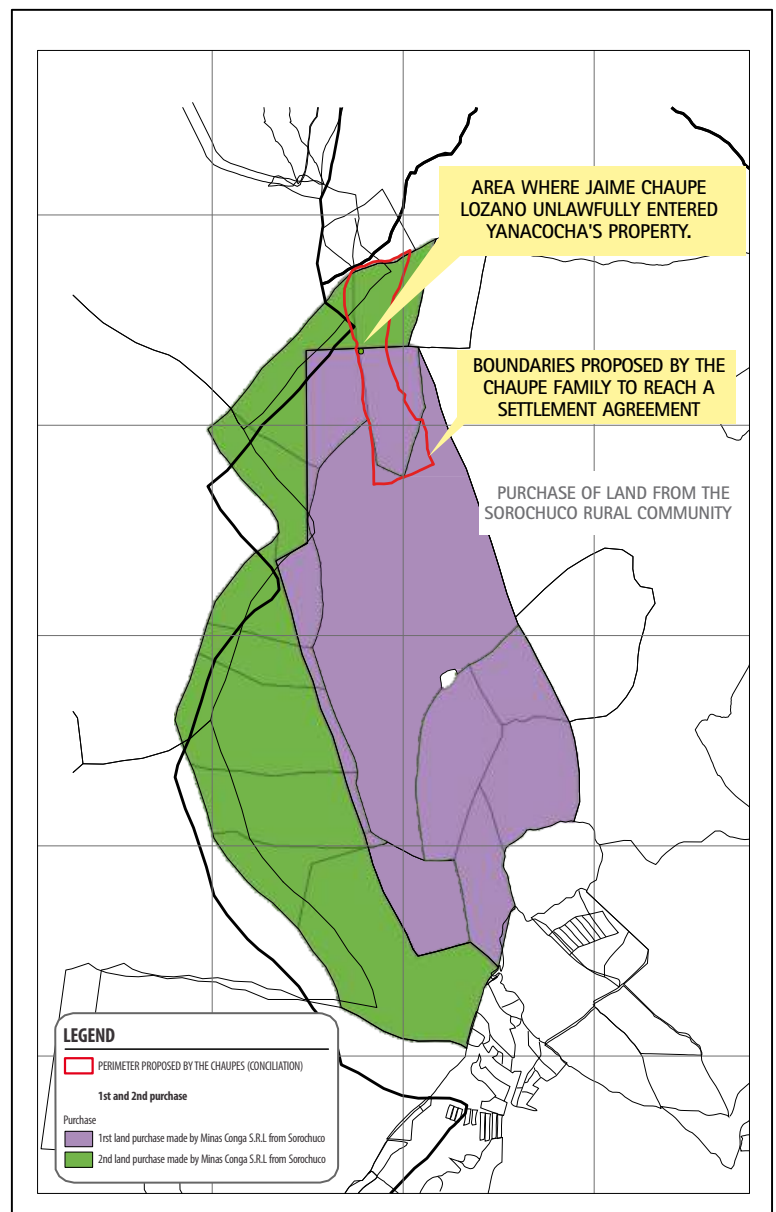 AREA WHERE JAIME CHAUPE
LOZANO UNLAWFULLY ENTERED
YANACOCHA'S PROPERTY.
BOUNDARIES PROPOSED BY THE
CHAUPE FAMILY TO REACH A
SETTLEMENT AGREEMENT
PURCHASE OF LAND FROM THE
SOROCHUCO RURAL COMMUNITY
LEGEND
PERIMETER PROPOSED BY THE CHAUPES (CONCILIATION)
1st and 2nd purchase
Purchase
1rst land purchase made by Minas Conga S.R.L from Sorochuco
2nd land purchase made by Minas Conga S.R.L from Sorochuco